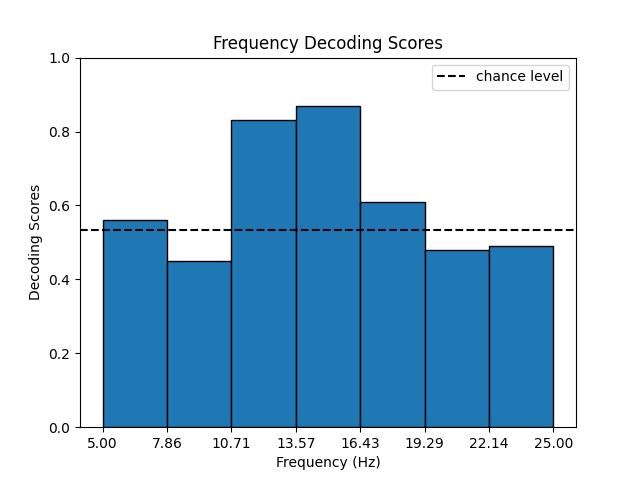 Frequency Decoding Scores
1.0
chance level
0.8
0.6
0.4
0.2
0.0
Decoding Scores
5.00 7.86 10.71 13.57 16.43 19.29 22.14 25.00
Frequency (Hz)